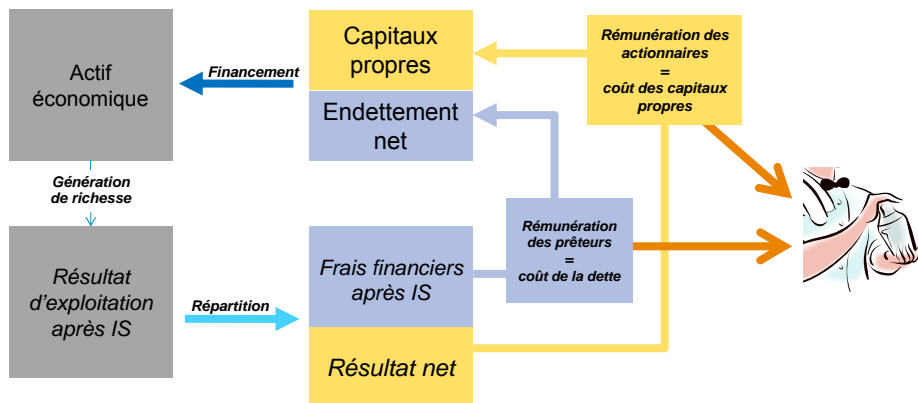 Actif
économique
Financement
Capitaux
propres
Endettement
net
Rémunération des
actionnaires
=
coût des capitaux
propres
Génération
de richesse
Résultat
d’exploitation
après IS
Répartition
Frais financiers
après IS
Résultat net
Rémunération
des prêteurs
=
coût de la dette